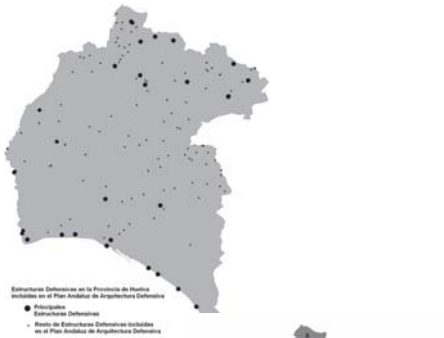 Estructuras Defensivas en la Provincia de Huelva
incluidas en el Plan Andaluz de Arquitectura Defensiva
Principales
Estructuras Defensivas
Resto de Estructuras Defensivas incluidas
en el Plan Andaluz de Arquitectura Defensiva